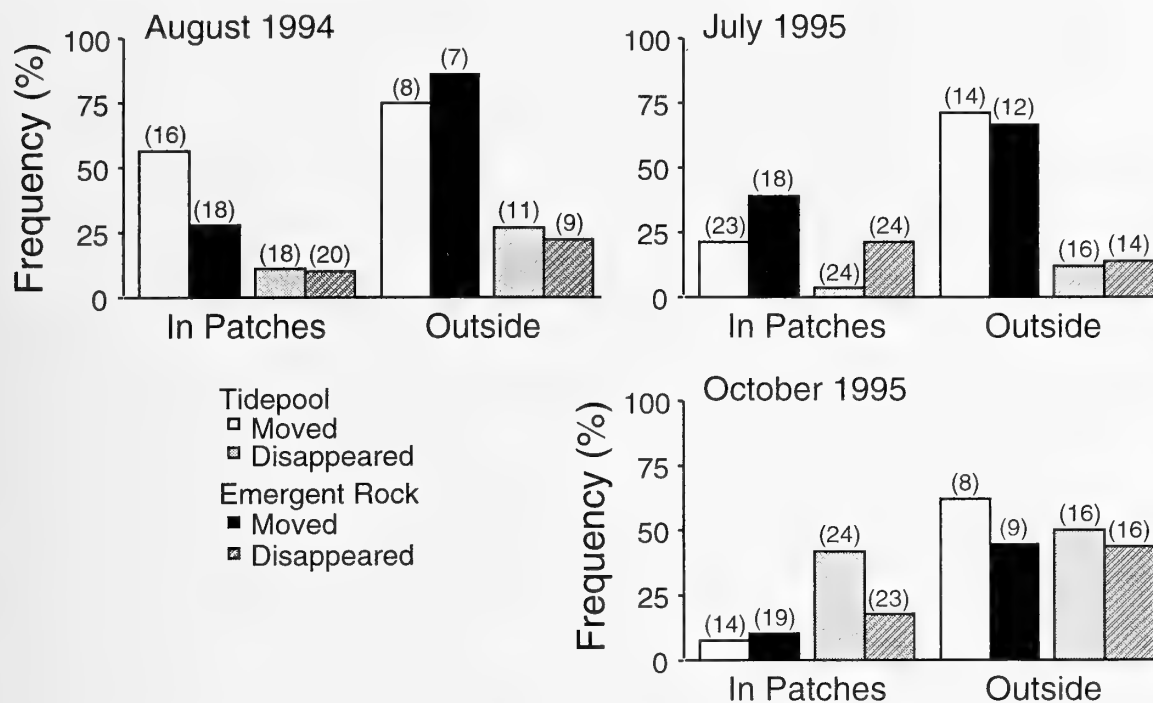 August 1994
Frequency (%)
100
75
50
25
0
(16)
(18)
(18)
(20)
(8)
(7)
(11)
(9)
In Patches
Outside
July 1995
100
75
50
25
0
(23)
(18)
(24)
(24)
(14)
(12)
(16)
(14)
In Patches
Outside
Tidepool
Moved
Disappeared
Emergent Rock
Moved
Disappeared
October 1995
Frequency (%)
100
75
50
25
0
(14)
(19)
(24)
(23)
(8)
(9)
(16)
(16)
In Patches
Outside